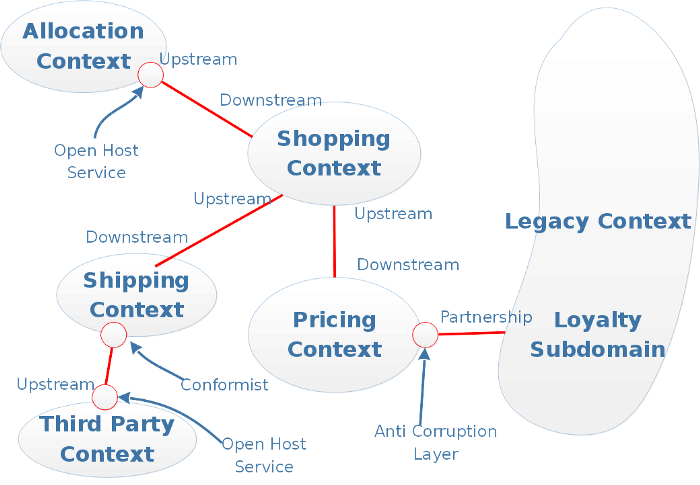 Allocation
Context
Upstream
Downstream
Open Host
Service
Shopping
Context
Upstream
Upstream
Legacy Context
Downstream
Downstream
Shipping
Context
Pricing
Context
Partnership
Loyalty
Subdomain
Upstream
Conformist
Third Party
Context
Anti Corruption
Layer
Open Host
Service